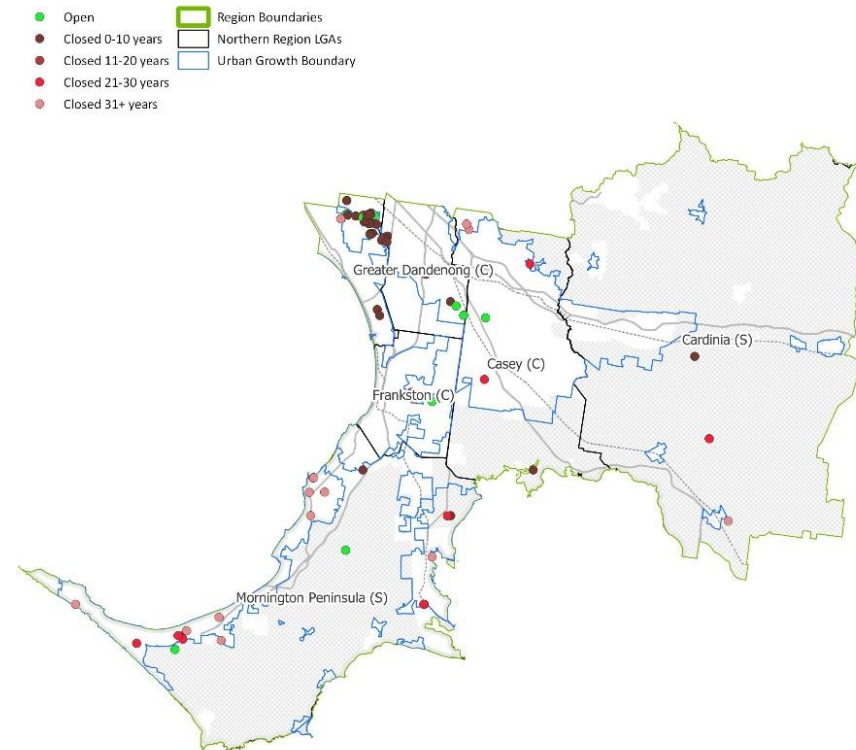 Open
Closed 0-10 years
Closed 11-20 years
Closed 21-30 years
Closed 31+ years
Region Boundaries
Northern Region LGAs
Urban Growth Boundary
Greater Dandenong (C)
Cardinia (S)
Casey (C)
Frankston (C)
Mornington Peninsula (S)